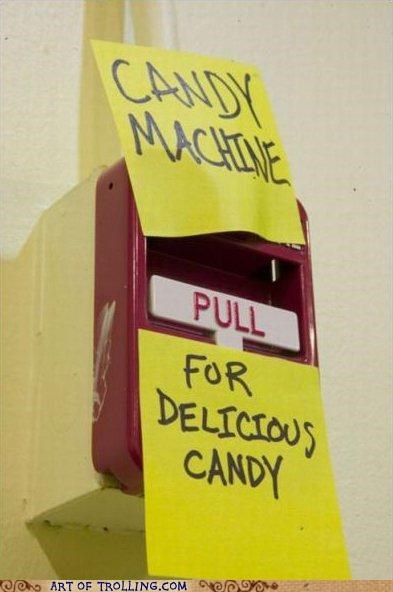 CANDY
MACHINE
PULL
FOR
DELICIOUS
CANDY
ART OF TROLLING.COM